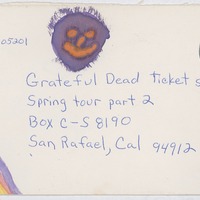 05201
Grateful Dead Ticket s
Spring tour part 2
Box C-S 8190
San Rafael, Cal 94912